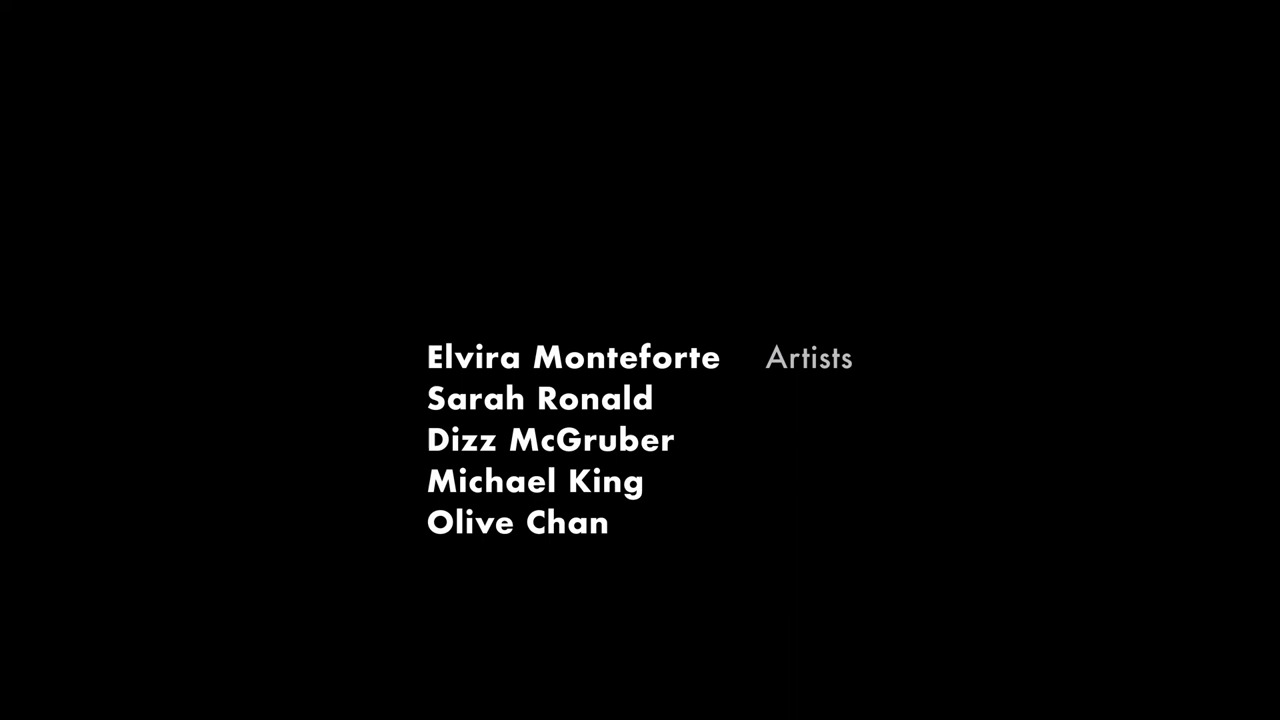 Elvira Monteforte Artists
Sarah Ronald
Dizz McGruber
Michael King
Olive Chan